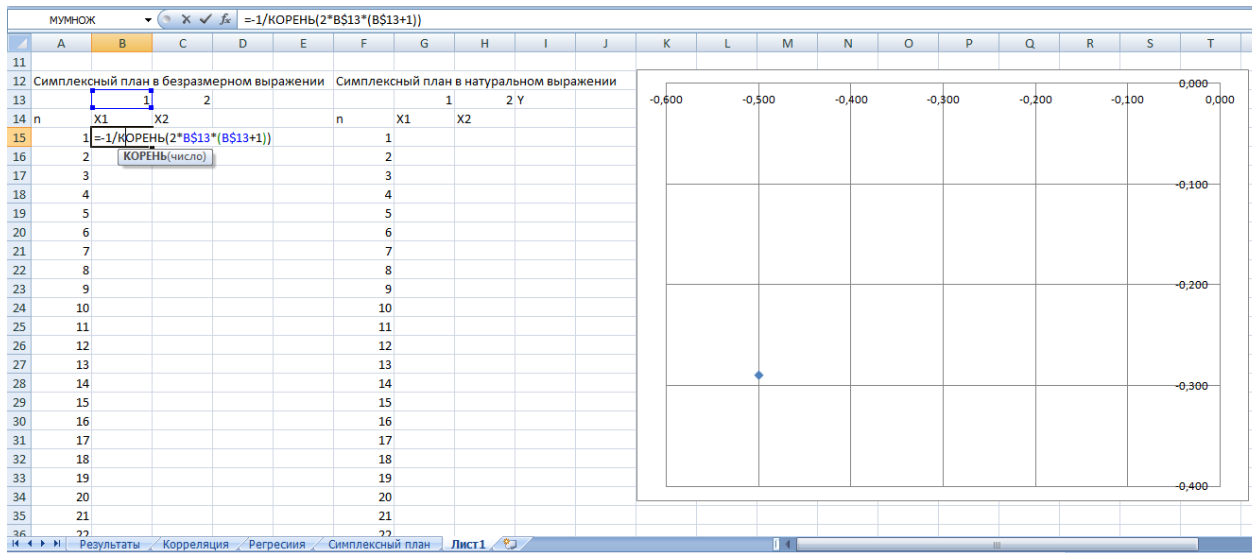 МУМНОЖ =-1/КОРЕНЬ(2*B$13*(B$13+1))
A B C D E F G H I J K L M N O P Q R S T
11
12 Симплексный план в безразмерном выражении Симплексный план в натуральном выражении
13 1 2 1 2 Y
14 n X1 X2 n X1 X2
15 1 =-1/КОРЕНЬ(2*B$13*(B$13+1)) 1
16 2 КОРЕНЬ(число) 2
17 3 3
18 4 4
19 5 5
20 6 6
21 7 7
22 8 8
23 9 9
24 10 10
25 11 11
26 12 12
27 13 13
28 14 14
29 15 15
30 16 16
31 17 17
32 18 18
33 19 19
34 20 20
35 21 21
36 22 22
0,000
-0,600 -0,500 -0,400 -0,300 -0,200 -0,100 0,000
-0,100
-0,200
-0,300
-0,400
Результаты Корреляция Регресиия Симплексный план Лист1